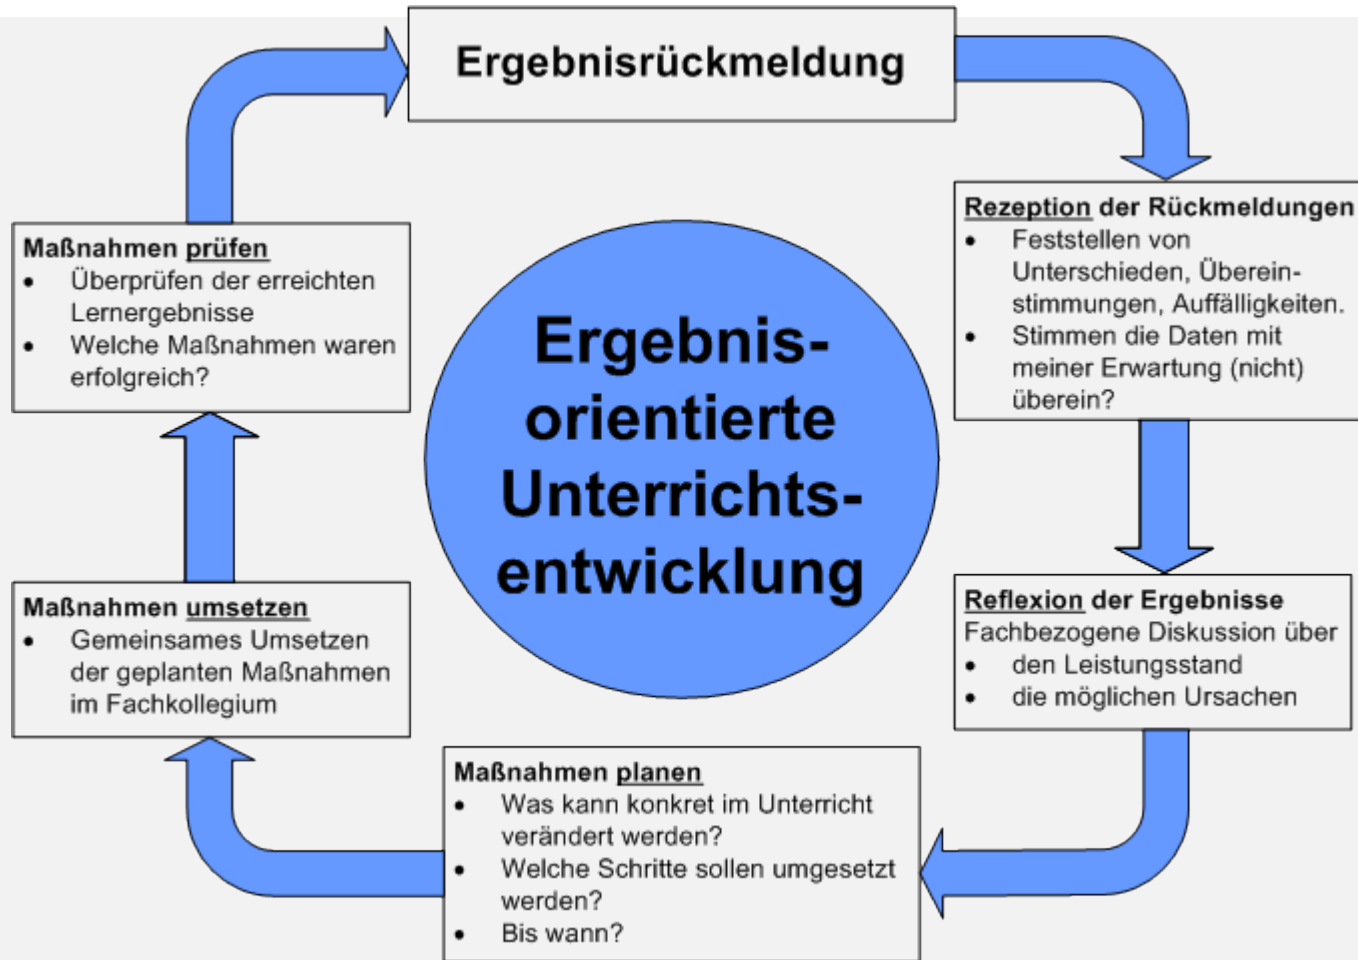 Ergebnisrückmeldung
Rezeption der Rückmeldungen
• Feststellen von
Unterschieden, Überein-
stimmungen, Auffälligkeiten.
• Stimmen die Daten mit
meiner Erwartung (nicht)
überein?
Reflexion der Ergebnisse
Fachbezogene Diskussion über
• den Leistungsstand
• die möglichen Ursachen
Maßnahmen planen
• Was kann konkret im Unterricht
verändert werden?
• Welche Schritte sollen umgesetzt
werden?
• Bis wann?
Maßnahmen umsetzen
• Gemeinsames Umsetzen
der geplanten Maßnahmen
im Fachkollegium
Maßnahmen prüfen
• Überprüfen der erreichten
Lernergebnisse
• Welche Maßnahmen waren
erfolgreich?
Ergebnis-
orientierte
Unterrichts-
entwicklung